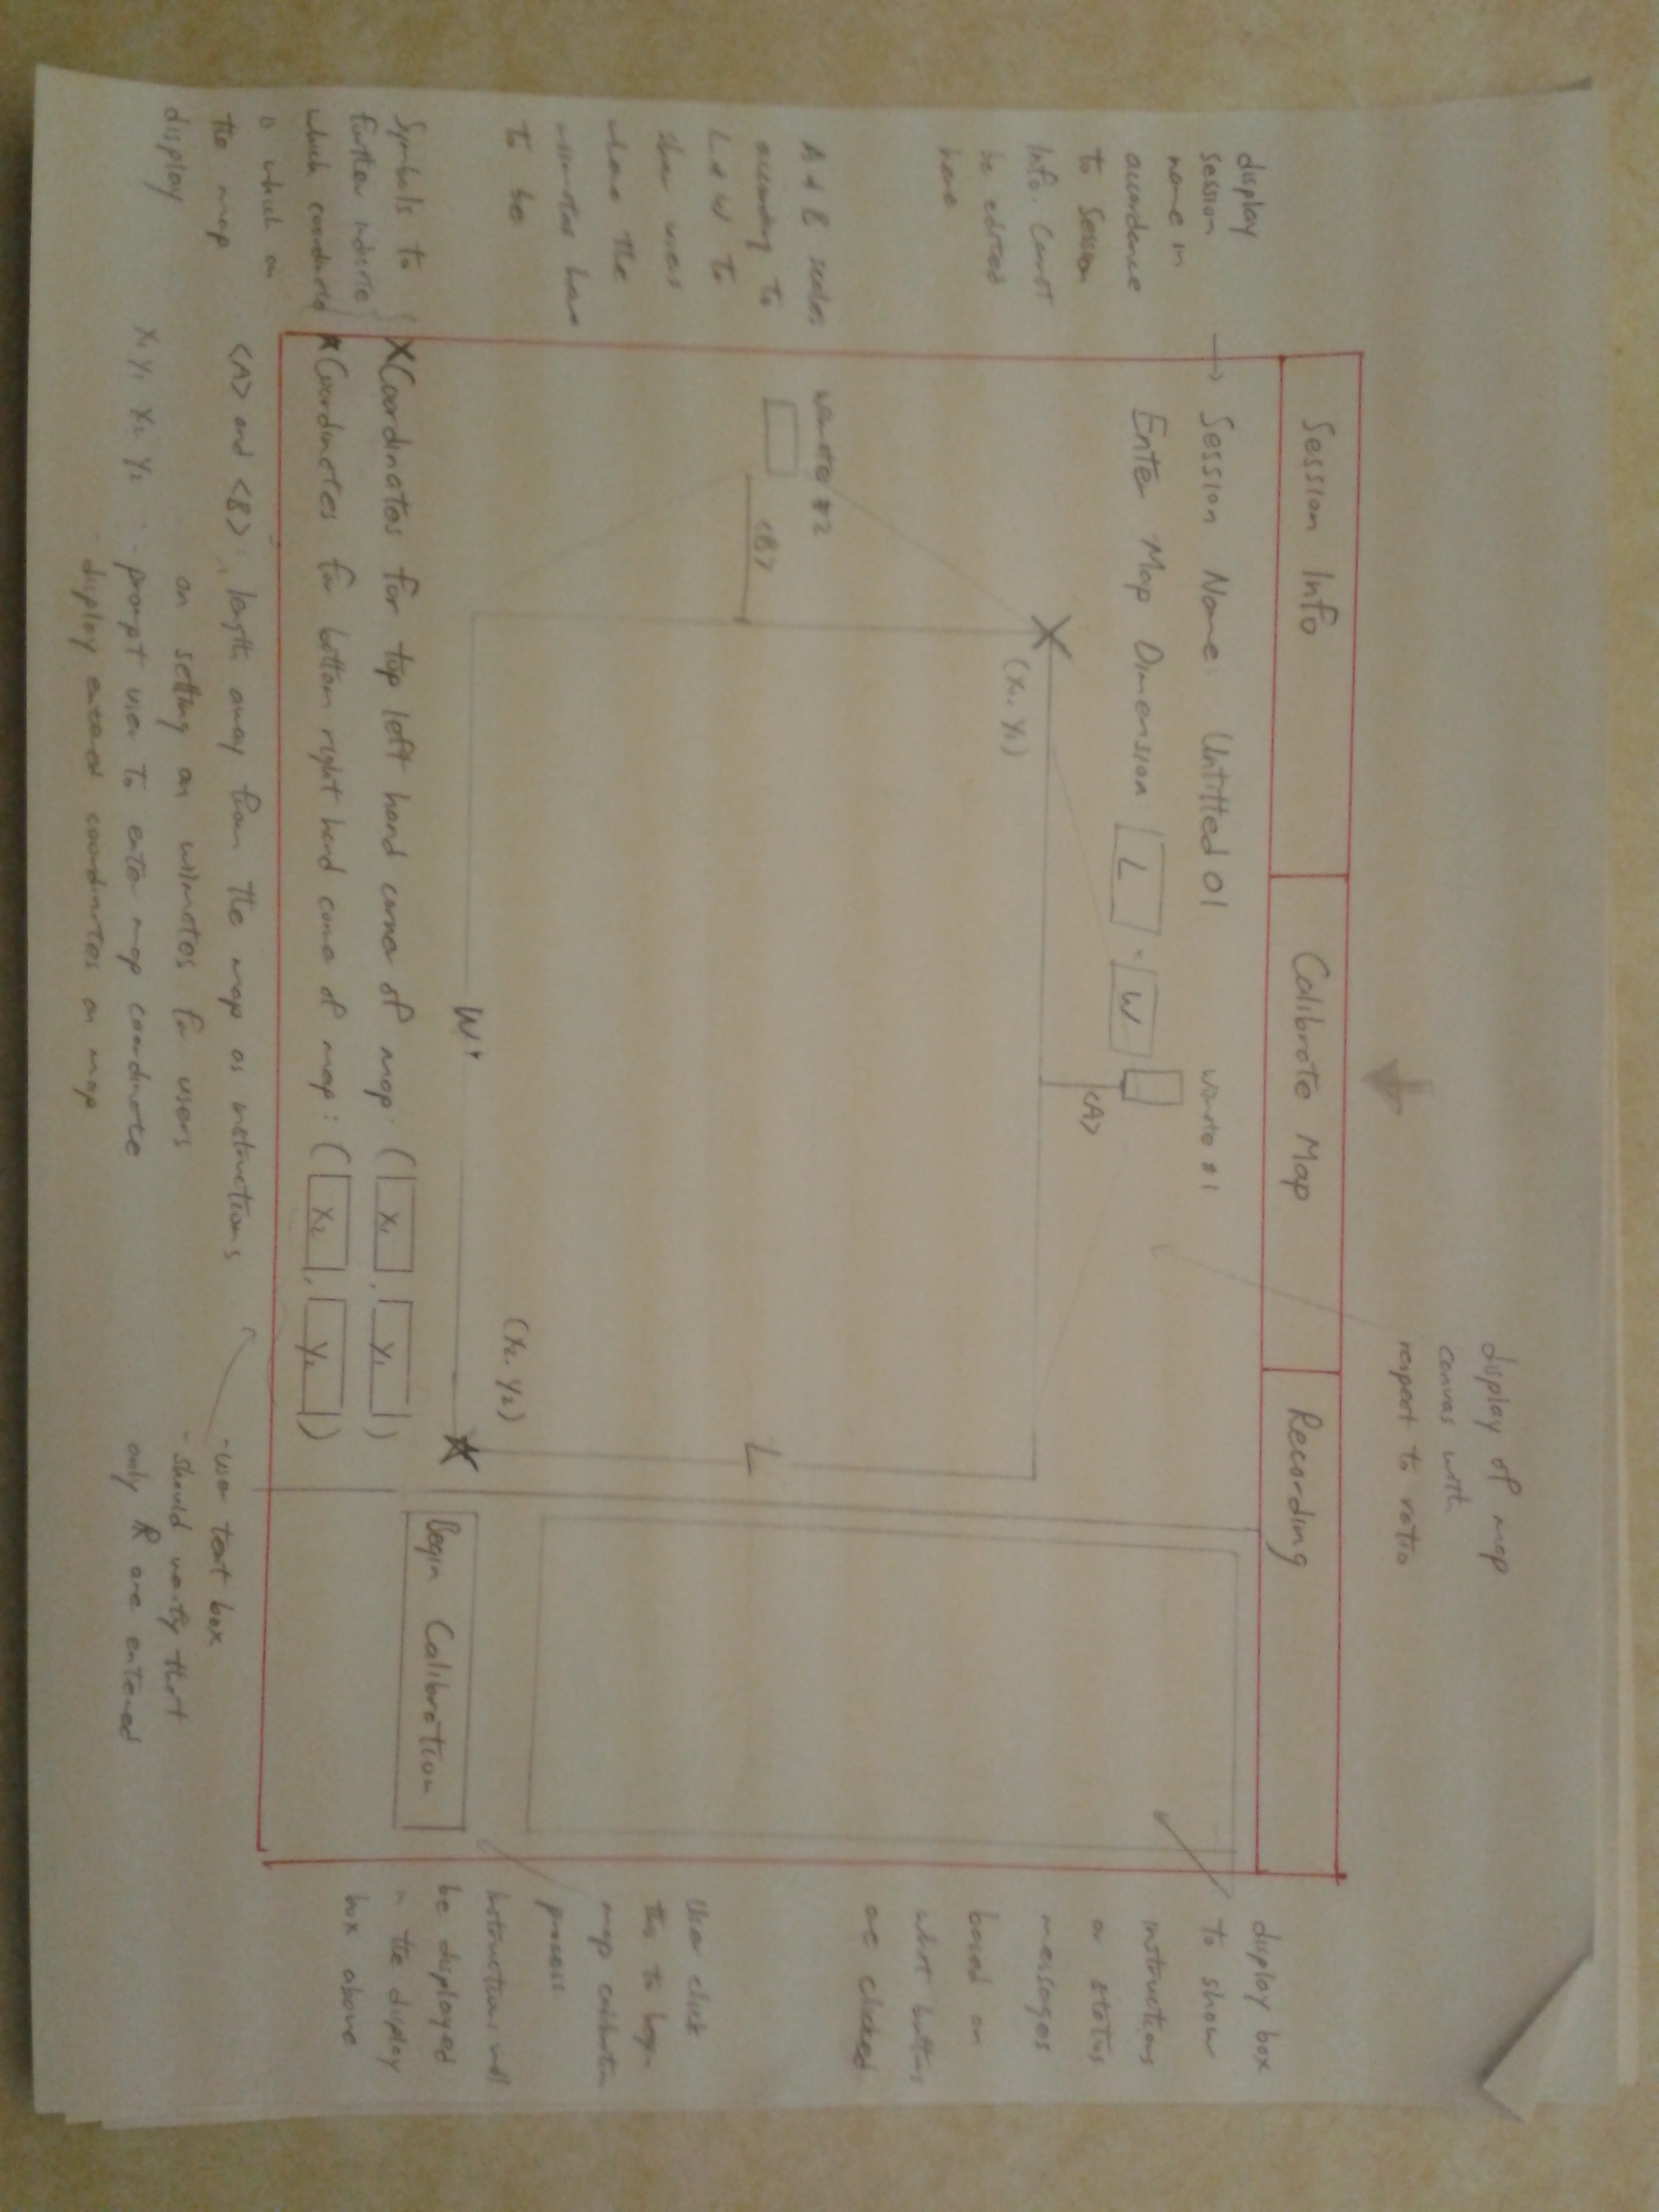 display of map
canvas with
respect to ratio
Session Info
Calibrate Map
Recording
display
session
name in
accordance
to Session
Info. Cannot
be edited
here
→ Session Name: Untitled 01
Enter Map Dimension L · W
wiimote #1
<A>
(x1, y1)
wiimote #2
<B>
A & B scales
according to
L & W to
show users
where the
wiimotes have
to be
L
(x2, y2)
W
Symbols to
further indicate
which coordinate
is which on
the map
display
X Coordinates for top left hand corner of map: (x1, y1)
Coordinates for bottom right hand corner of map: (x2, y2)
Begin Calibration
display box
to show
instructions
or status
messages
based on
what buttons
are clicked
User click
this to begin
map calibration
process
instructions will
be displayed
in the display
box above
<A> and <B>: length away from the map as instructions
on setting up wiimotes for users
x1 y1 x2 y2 : - prompt user to enter map coordinate
- display entered coordinates on map
- user text box
- should verify that
only ℝ are entered